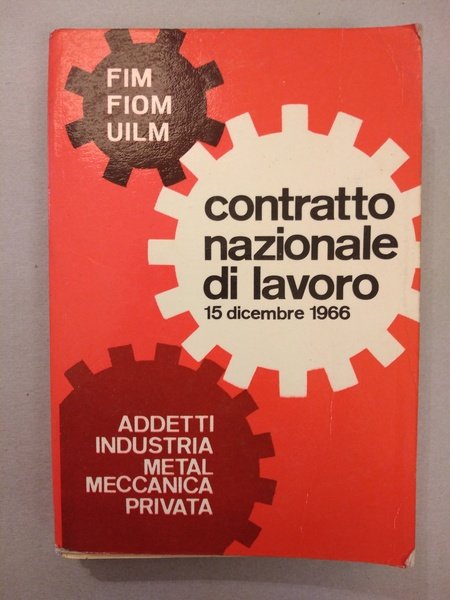 FIM
FIOM
UILM
contratto
nazionale
di lavoro
15 dicembre 1966
ADDETTI
INDUSTRIA
METAL
MECCANICA
PRIVATA